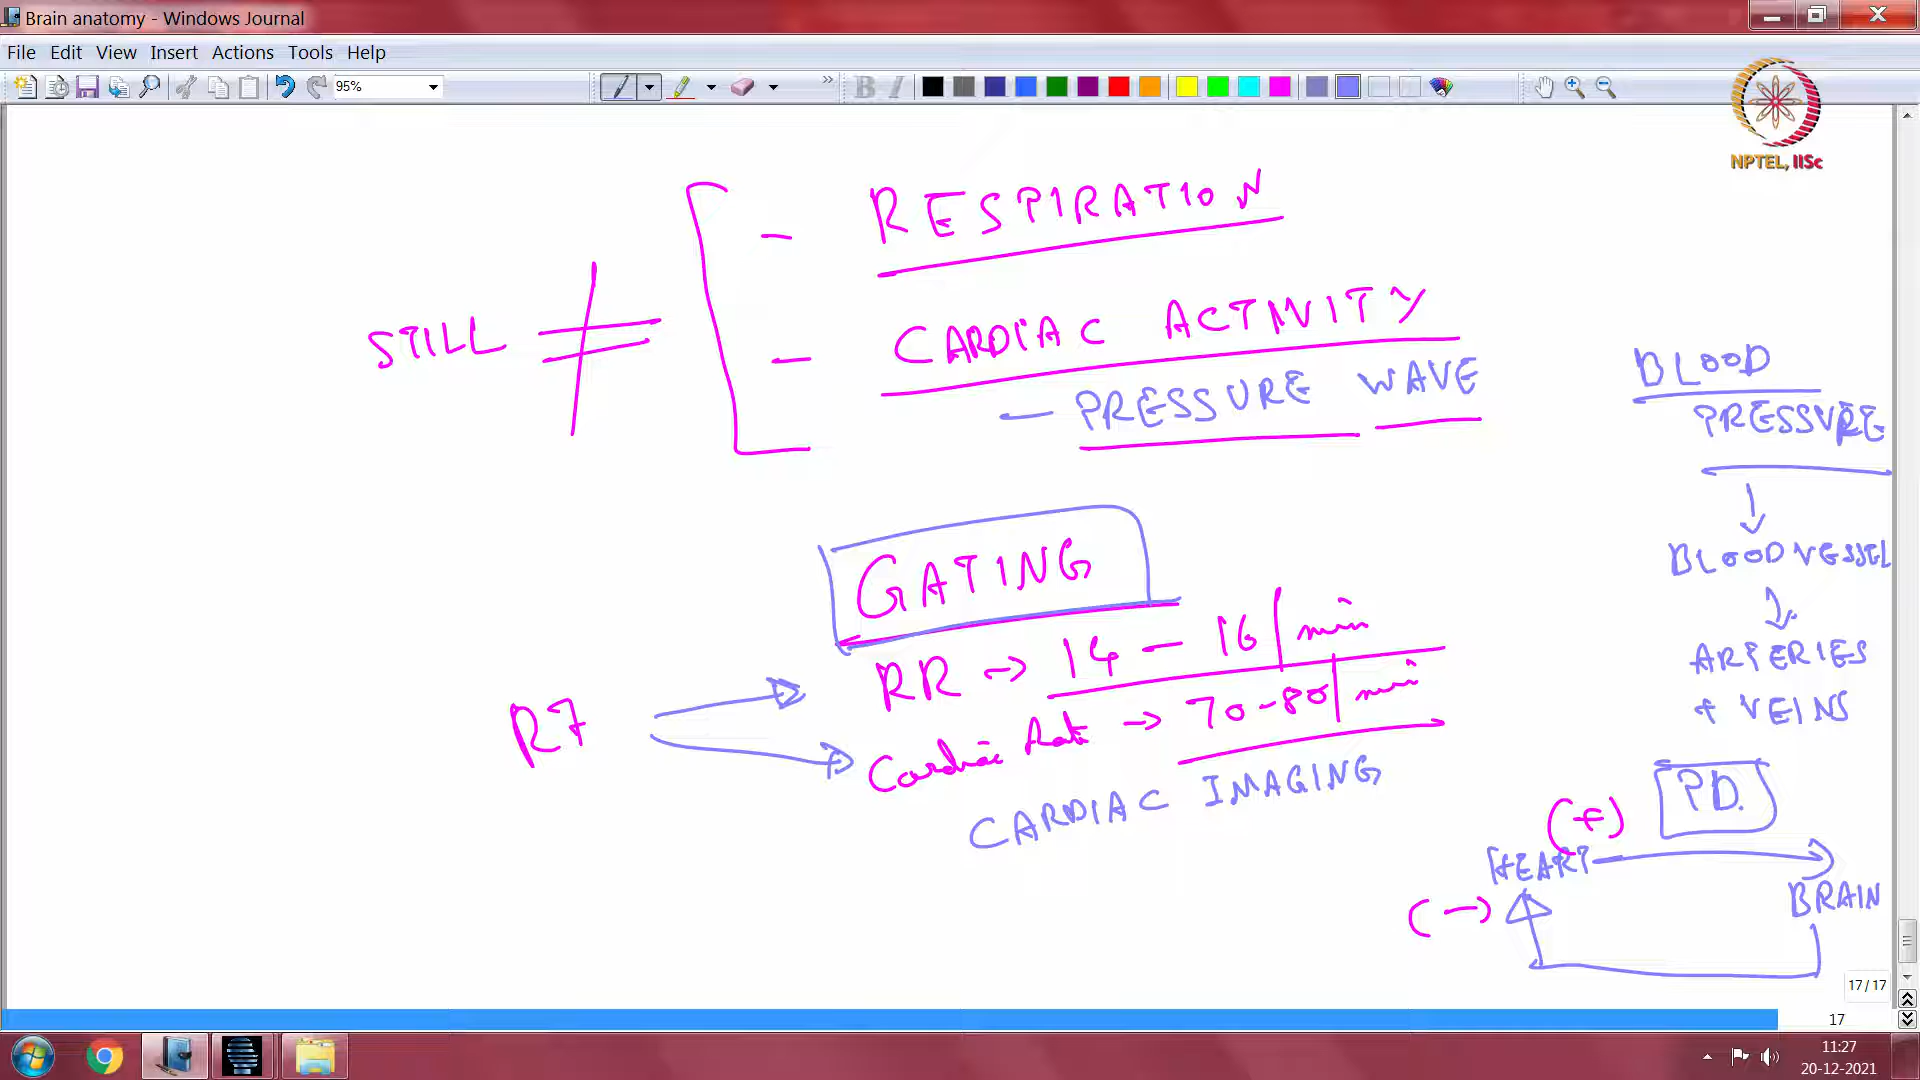 Brain anatomy - Windows Journal
File Edit View Insert Actions Tools Help
95%
B I
NPTEL, IISc
- RESPIRATION
STILL ≠
- CARDIAC ACTIVITY
- PRESSURE WAVE
BLOOD
PRESSURE
↓
BLOOD VESSEL
↓
ARTERIES
+ VEINS
GATING
RR → 14 - 16/min
Cardiac Rate → 70-80/min
CARDIAC IMAGING
P.D.
(+)
HEART → BRAIN
(-)
17/17
17
11:27
20-12-2021